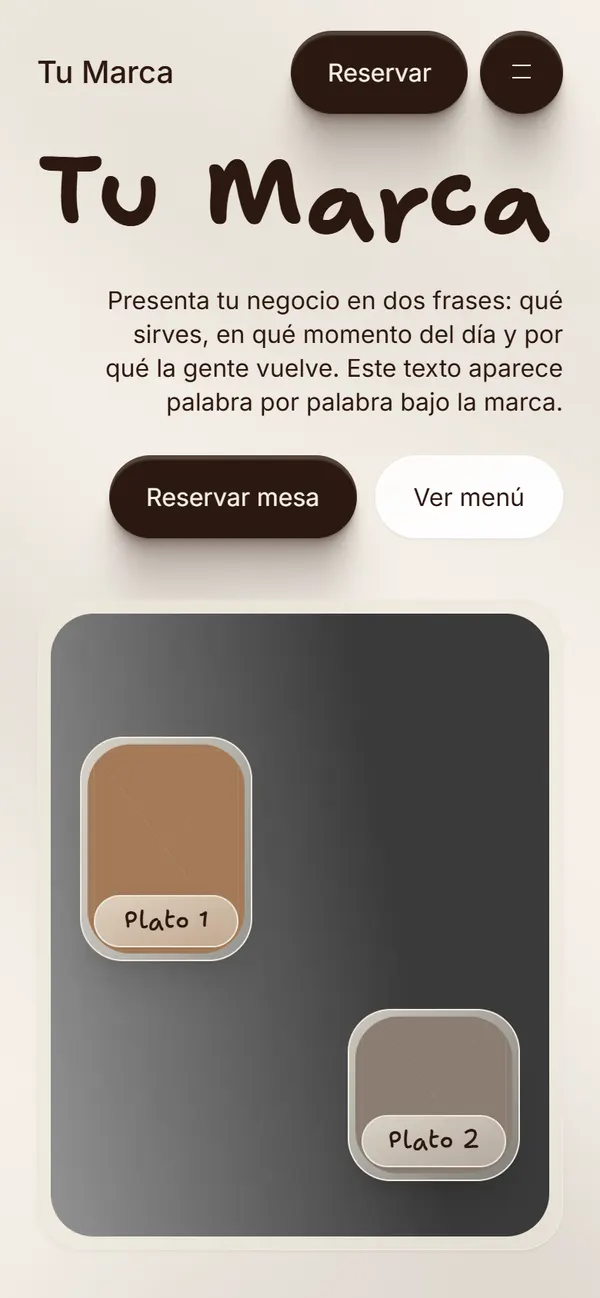 Tu Marca
Reservar
Tu Marca
Presenta tu negocio en dos frases: qué
sirves, en qué momento del día y por
qué la gente vuelve. Este texto aparece
palabra por palabra bajo la marca.
Reservar mesa
Ver menú
Plato 1
Plato 2